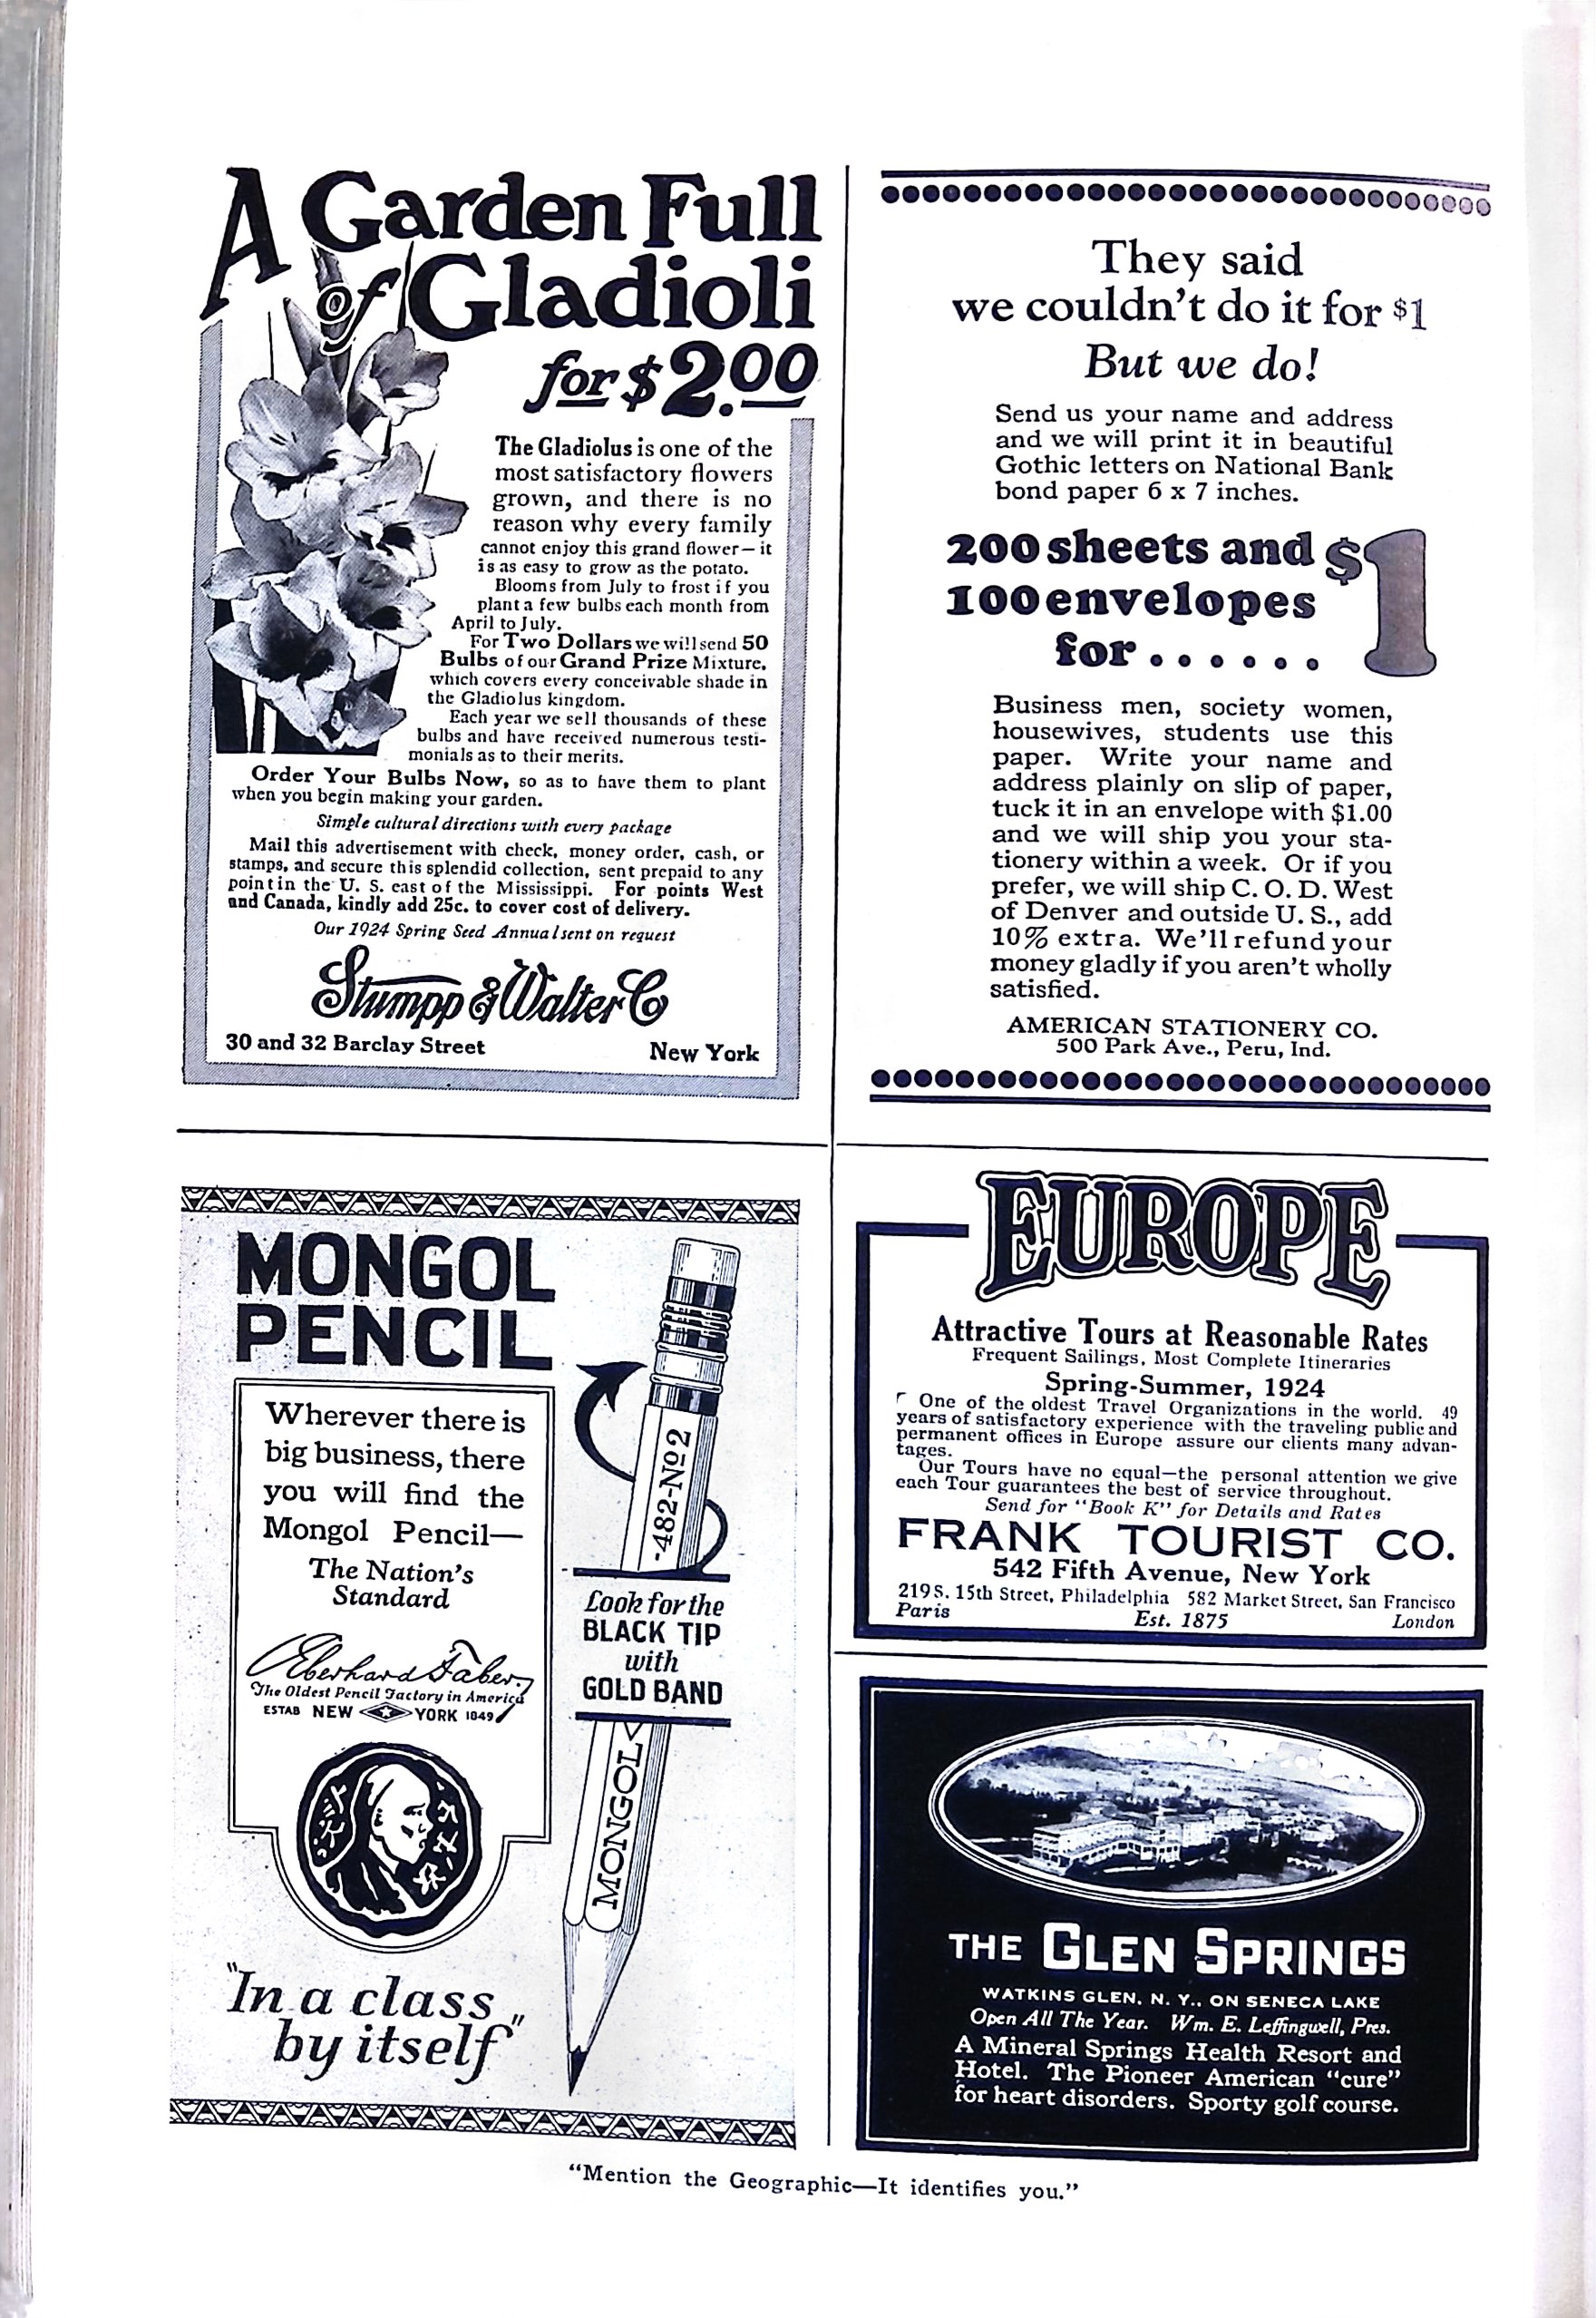 A Garden Full
of Gladioli
for $2.00
The Gladiolus is one of the
most satisfactory flowers
grown, and there is no
reason why every family
cannot enjoy this grand flower—it
is as easy to grow as the potato.
Blooms from July to frost if you
plant a few bulbs each month from
April to July.
For Two Dollars we will send 50
Bulbs of our Grand Prize Mixture,
which covers every conceivable shade in
the Gladiolus kingdom.
Each year we sell thousands of these
bulbs and have received numerous testi-
monials as to their merits.
Order Your Bulbs Now, so as to have them to plant
when you begin making your garden.
Simple cultural directions with every package
Mail this advertisement with check, money order, cash, or
stamps, and secure this splendid collection, sent prepaid to any
point in the U. S. east of the Mississippi. For points West
and Canada, kindly add 25c. to cover cost of delivery.
Our 1924 Spring Seed Annual sent on request
Stumpp & Walter Co
30 and 32 Barclay Street New York
They said
we couldn't do it for $1
But we do!
Send us your name and address
and we will print it in beautiful
Gothic letters on National Bank
bond paper 6 x 7 inches.
200 sheets and $1
100 envelopes
for . . . . . .
Business men, society women,
housewives, students use this
paper. Write your name and
address plainly on slip of paper,
tuck it in an envelope with $1.00
and we will ship you your sta-
tionery within a week. Or if you
prefer, we will ship C. O. D. West
of Denver and outside U. S., add
10% extra. We'll refund your
money gladly if you aren't wholly
satisfied.
AMERICAN STATIONERY CO.
500 Park Ave., Peru, Ind.
MONGOL
PENCIL
Wherever there is
big business, there
you will find the
Mongol Pencil—
The Nation's
Standard
Eberhard Faber
The Oldest Pencil Factory in America
ESTAB NEW YORK 1849
482-No2
Look for the
BLACK TIP
with
GOLD BAND
MONGOL
"In a class
by itself"
EUROPE
Attractive Tours at Reasonable Rates
Frequent Sailings, Most Complete Itineraries
Spring-Summer, 1924
One of the oldest Travel Organizations in the world. 49
years of satisfactory experience with the traveling public and
permanent offices in Europe assure our clients many advan-
tages.
Our Tours have no equal—the personal attention we give
each Tour guarantees the best of service throughout.
Send for "Book K" for Details and Rates
FRANK TOURIST CO.
542 Fifth Avenue, New York
219 S. 15th Street, Philadelphia 582 Market Street, San Francisco
Paris Est. 1875 London
THE GLEN SPRINGS
WATKINS GLEN, N. Y., ON SENECA LAKE
Open All The Year. Wm. E. Leffingwell, Pres.
A Mineral Springs Health Resort and
Hotel. The Pioneer American "cure"
for heart disorders. Sporty golf course.
"Mention the Geographic—It identifies you."